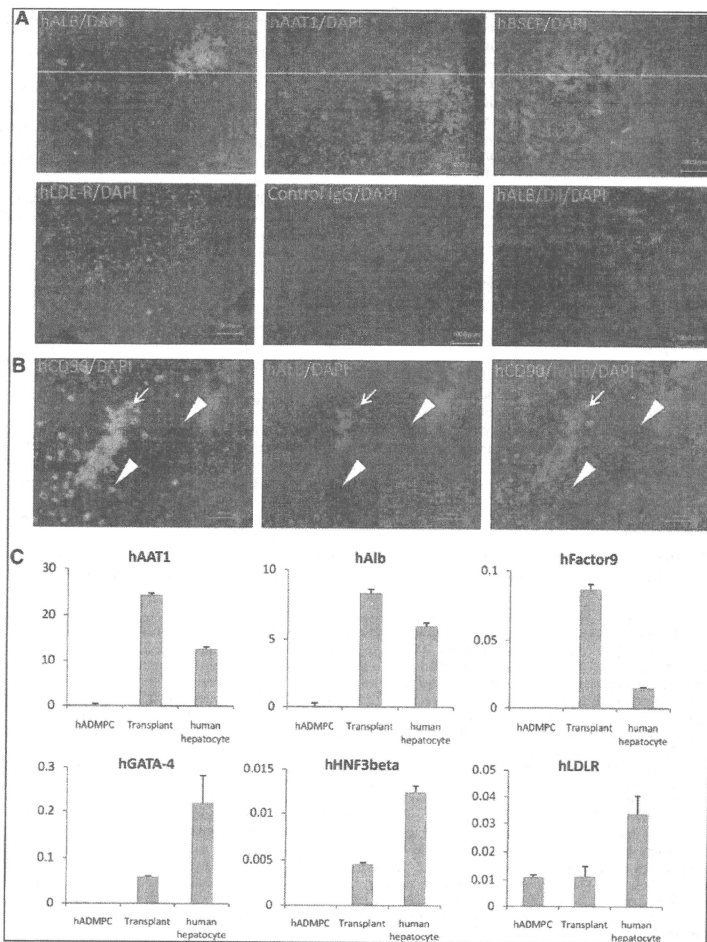 A
hALB/DAPI hAAT1/DAPI hBSEP/DAPI
hLDL-R/DAPI Control IgG/DAPI hALB/DiI/DAPI
B
hCD90/DAPI hALB/DAPI hCD90/hALB/DAPI
C
hAAT1 hAlb hFactor9
30
20
10
0
hADMPC Transplant human hepatocyte
10
5
0
hADMPC Transplant human hepatocyte
0.1
0.05
0
hADMPC Transplant human hepatocyte
hGATA-4 hHNF3beta hLDLR
0.3
0.2
0.1
0
hADMPC Transplant human hepatocyte
0.015
0.01
0.005
0
hADMPC Transplant human hepatocyte
0.05
0.04
0.03
0.02
0.01
0
hADMPC Transplant human hepatocyte